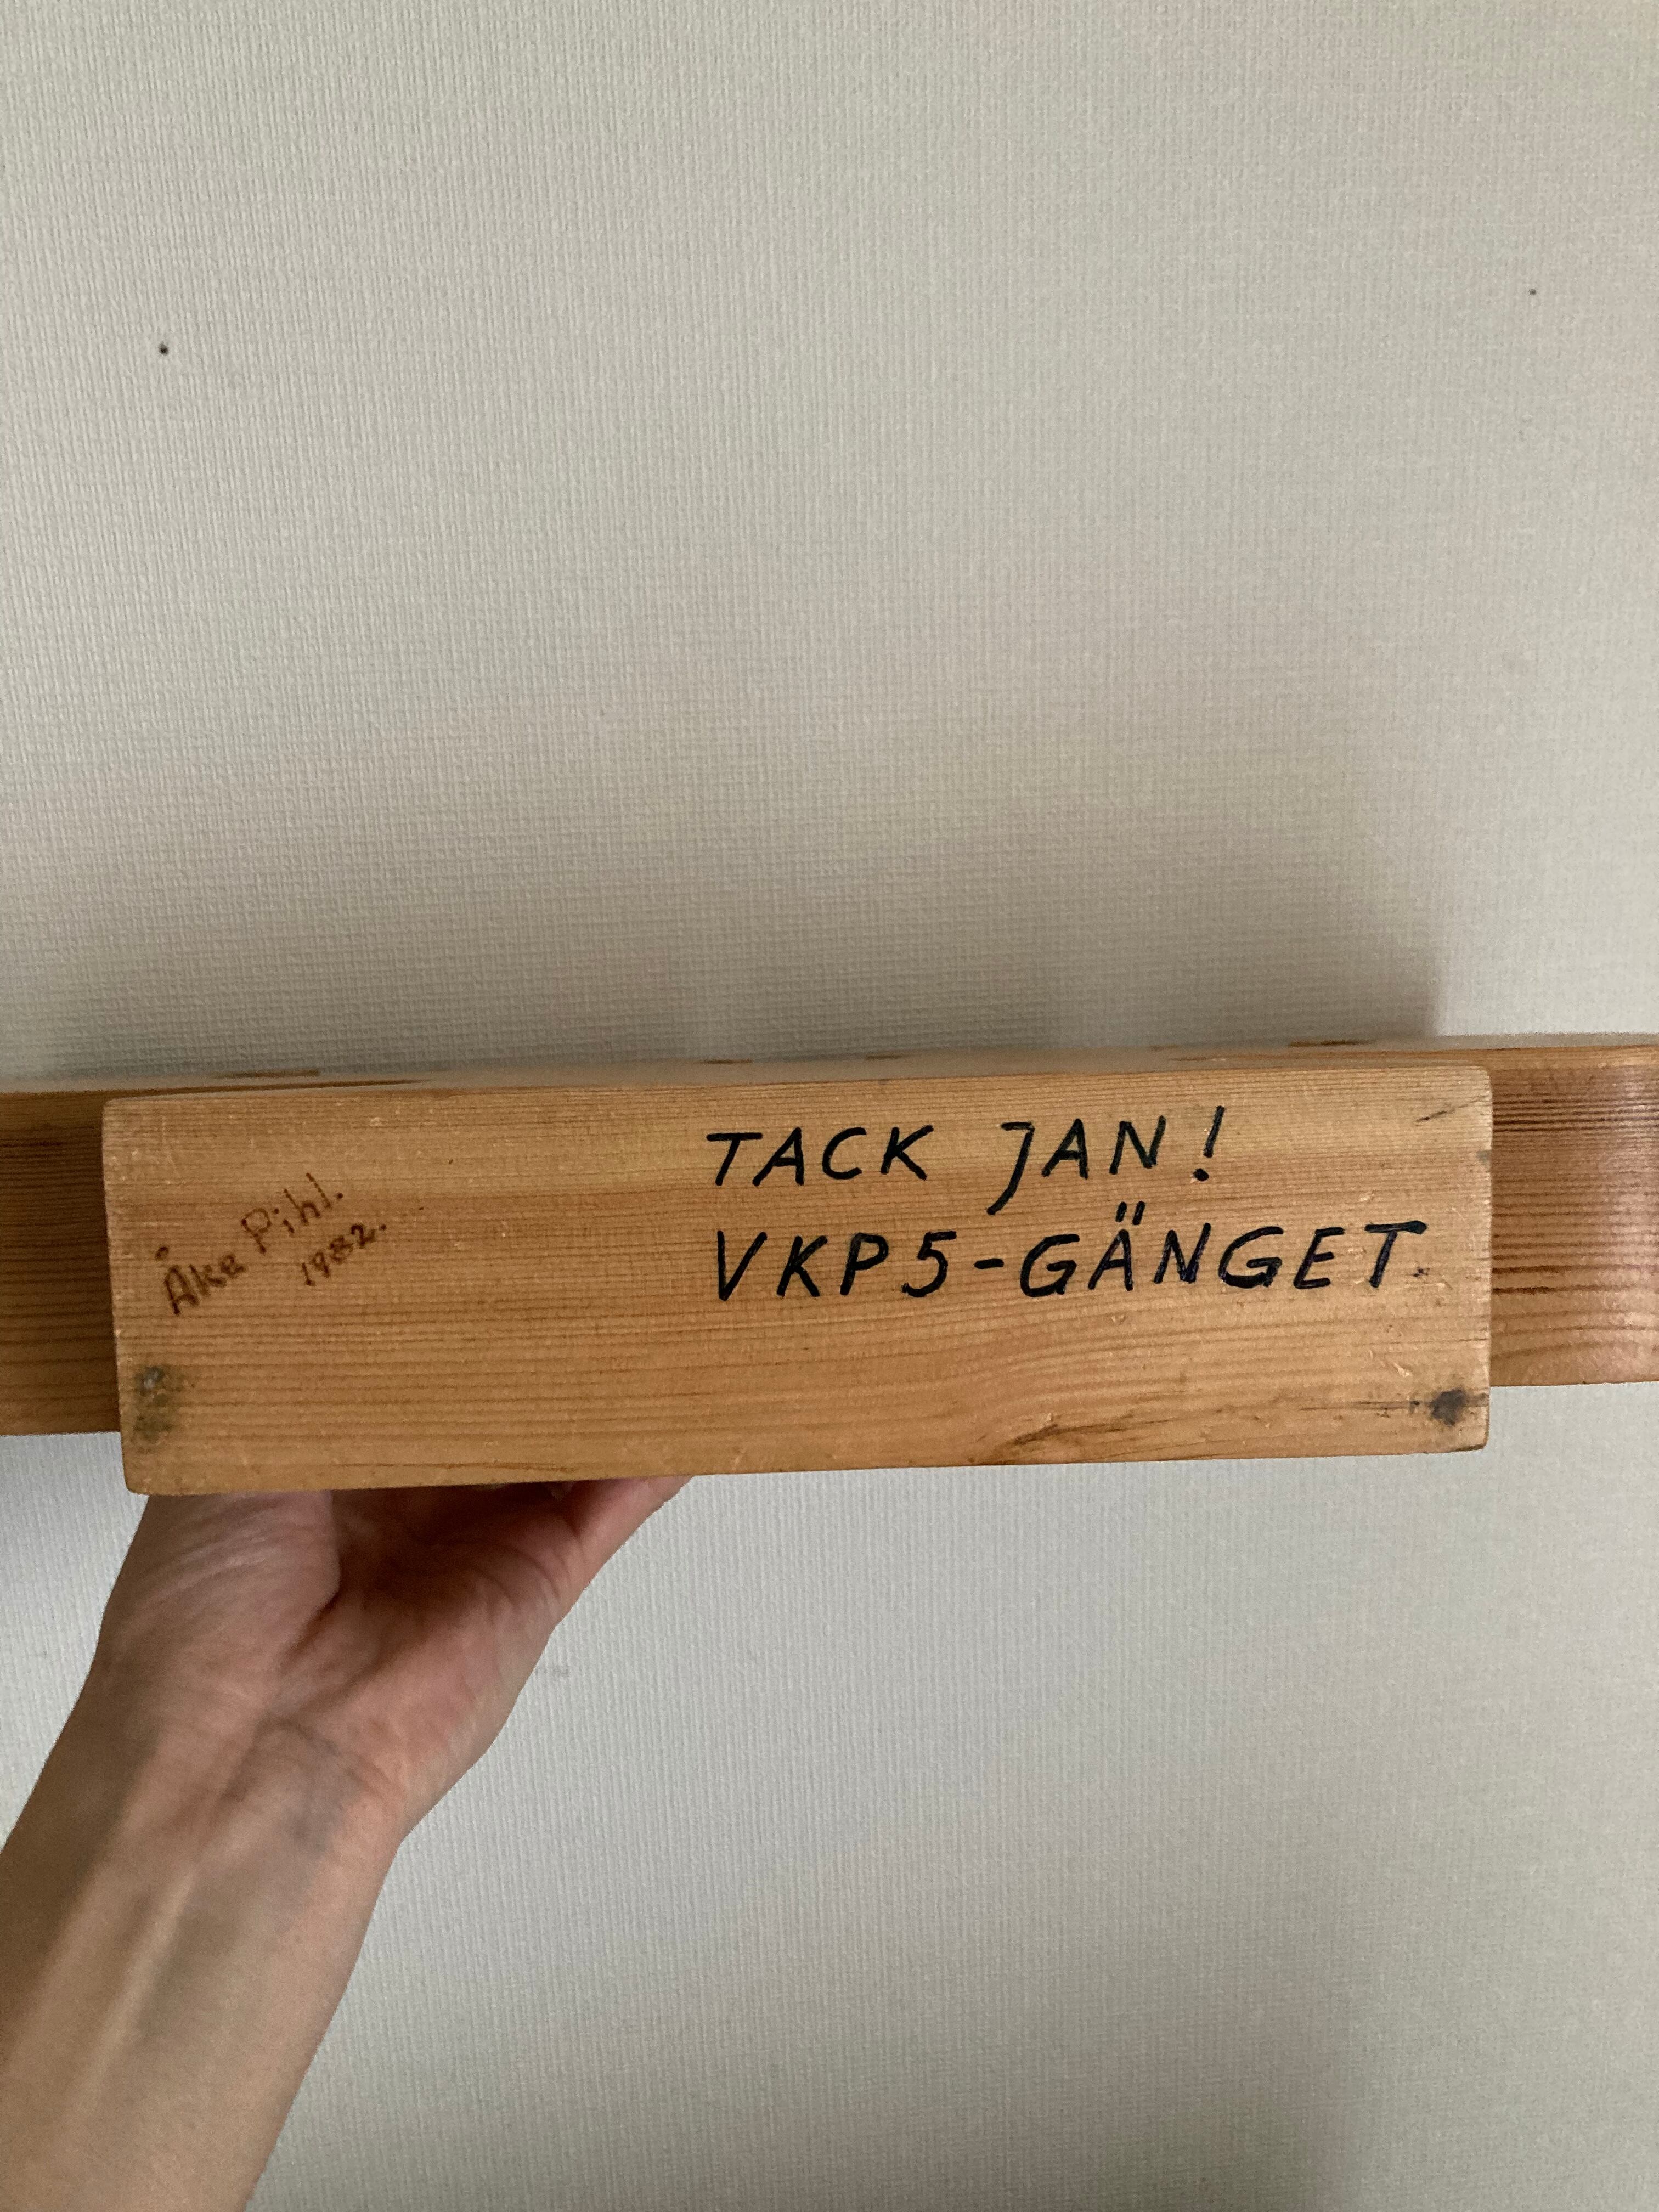 Åke Pihl.
1982.
TACK JAN!
VKP5-GÄNGET